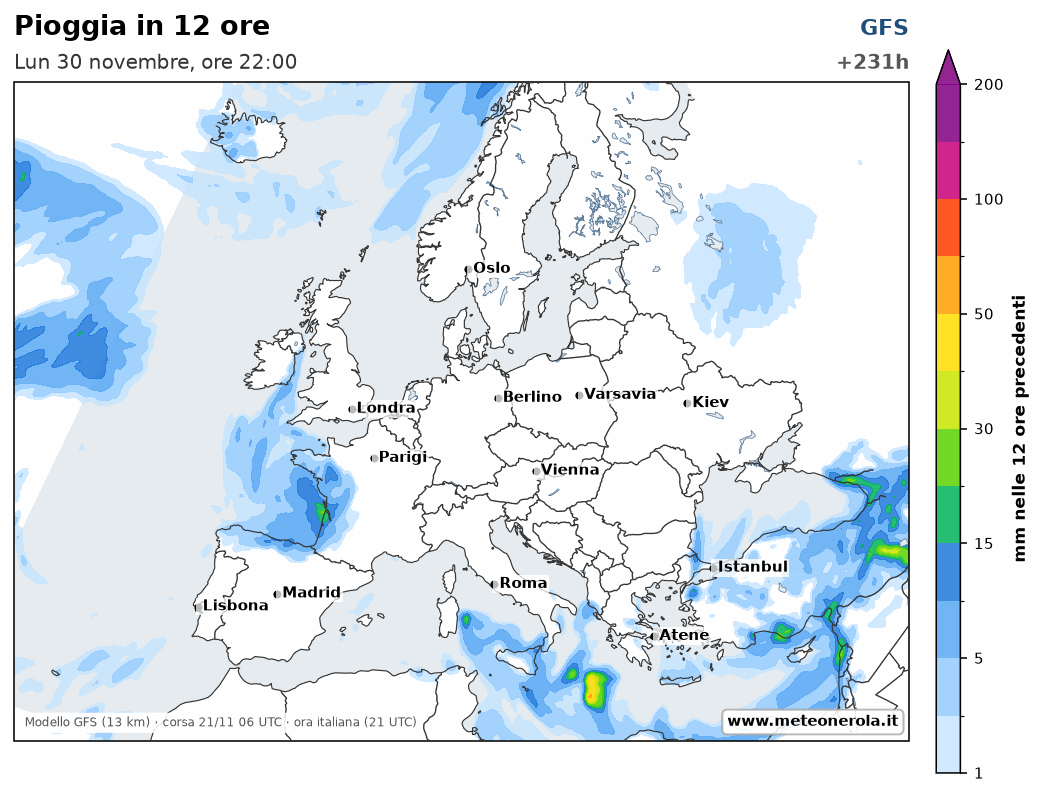 Pioggia in 12 ore
GFS
Lun 30 novembre, ore 22:00
+231h
200
100
50
30
15
5
1
mm nelle 12 ore precedenti
Oslo
Berlino
Varsavia
Kiev
Londra
Parigi
Vienna
Istanbul
Roma
Madrid
Lisbona
Atene
Modello GFS (13 km) · corsa 21/11 06 UTC · ora italiana (21 UTC)
www.meteonerola.it